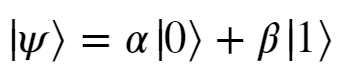 |ψ⟩ = α|0⟩ + β|1⟩